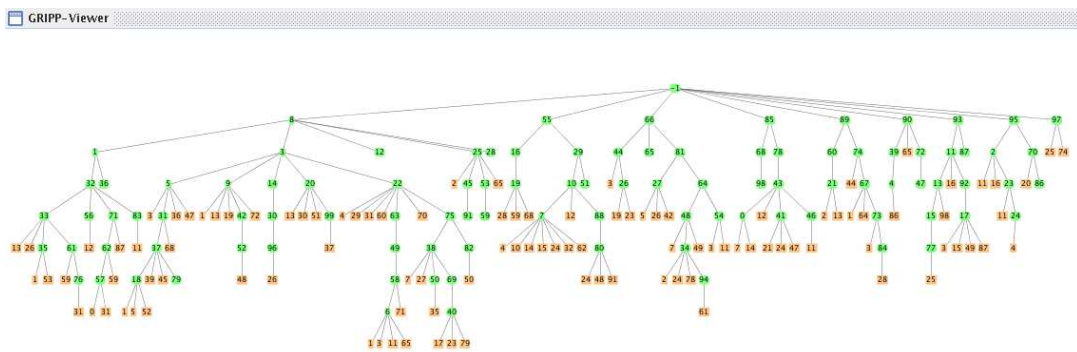 GRIPP-Viewer
-1
8 55 66 85 89 90 93 95 97
1 3 12 25 28 16 29 44 65 81 68 78 60 74 39 65 72 11 87 2 70 25 74
32 36 5 9 14 20 22 2 45 53 65 19 10 51 3 26 27 64 98 43 21 44 67 4 47 13 16 92 11 16 23 20 86
33 56 71 83 3 31 36 47 1 13 19 42 72 30 13 30 51 99 4 29 31 60 63 70 75 91 59 28 59 68 7 12 88 19 23 5 26 42 48 54 0 12 41 46 2 13 1 64 73 86 15 98 17 11 24
13 26 35 61 12 62 87 11 37 68 52 96 37 49 38 82 4 10 14 15 24 32 62 80 7 34 49 3 11 7 14 21 24 47 11 3 84 77 3 15 49 87 4
1 53 59 76 57 59 18 39 45 79 48 26 58 7 27 50 69 50 24 48 91 2 24 78 94 28 25
31 0 31 1 5 52 6 71 35 40 61
1 3 11 65 17 23 79